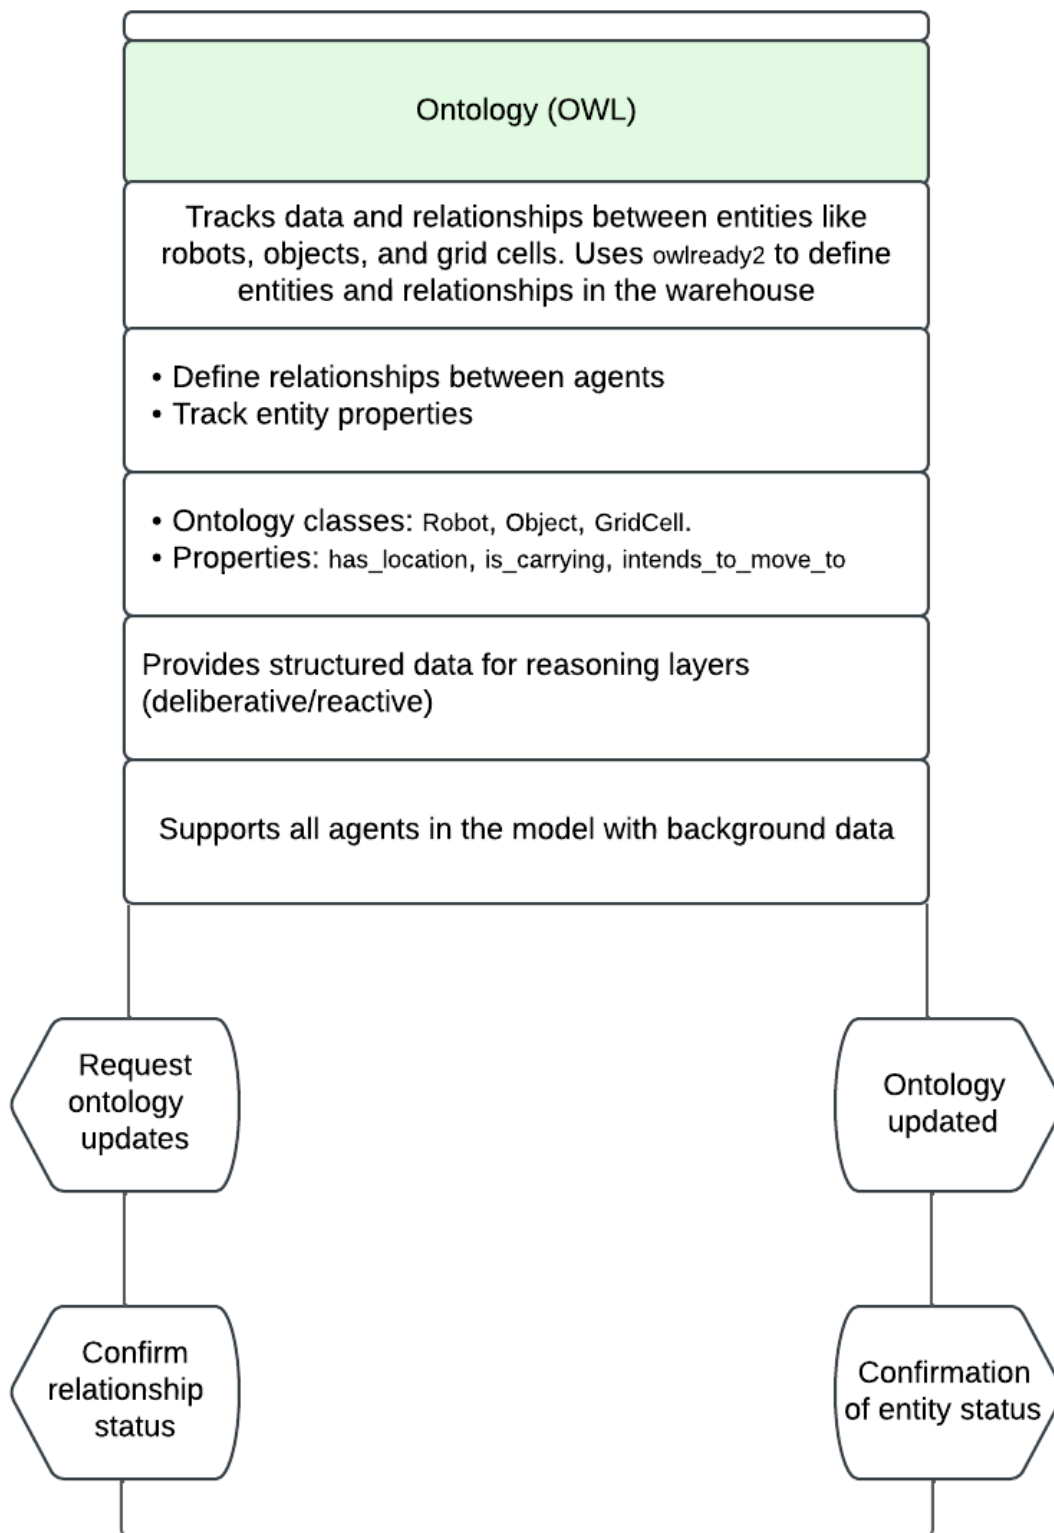 Ontology (OWL)
Tracks data and relationships between entities like
robots, objects, and grid cells. Uses owlready2 to define
entities and relationships in the warehouse
• Define relationships between agents
• Track entity properties
• Ontology classes: Robot, Object, GridCell.
• Properties: has_location, is_carrying, intends_to_move_to
Provides structured data for reasoning layers
(deliberative/reactive)
Supports all agents in the model with background data
Request
ontology
updates
Ontology
updated
Confirm
relationship
status
Confirmation
of entity status